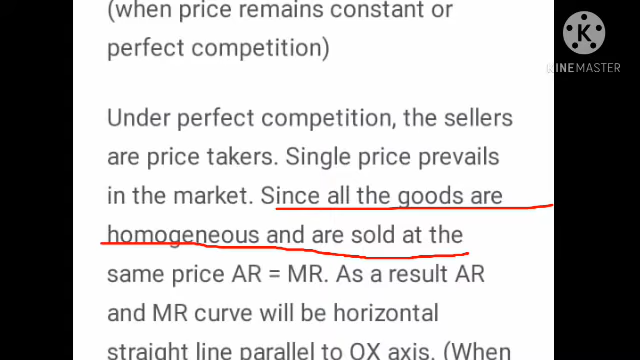 (when price remains constant or
perfect competition)
KINEMASTER
Under perfect competition, the sellers
are price takers. Single price prevails
in the market. Since all the goods are
homogeneous and are sold at the
same price AR = MR. As a result AR
and MR curve will be horizontal
straight line parallel to OX axis. (When